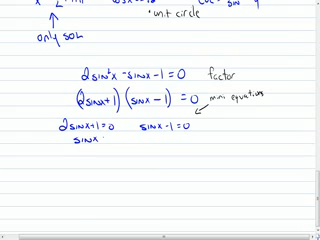 • unit circle
only sol
2sin²x - sinx - 1 = 0 factor
(2sinx+1)(sinx-1) = 0 mini equations
2sinx+1=0 sinx-1=0
sinx